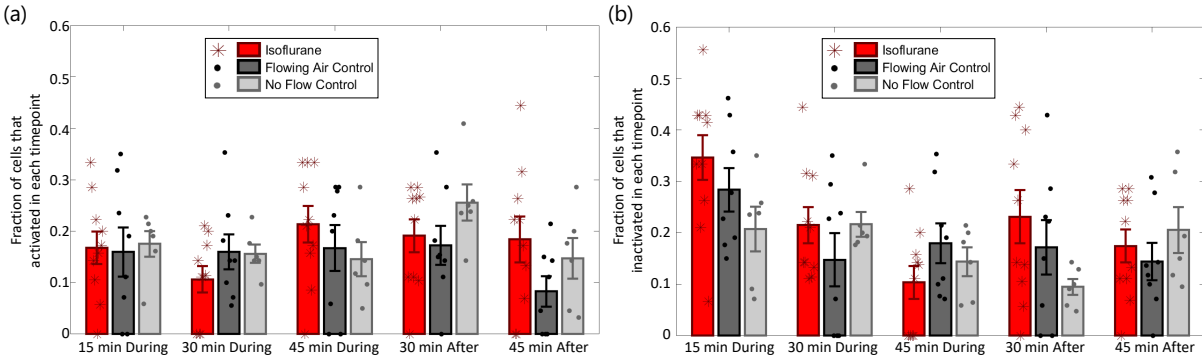 (a)
Fraction of cells that
activated in each timepoint
0.6
0.5
0.4
0.3
0.2
0.1
0
Isoflurane
Flowing Air Control
No Flow Control
15 min During
30 min During
45 min During
30 min After
45 min After
(b)
Fraction of cells that
inactivated in each timepoint
0.6
0.5
0.4
0.3
0.2
0.1
0
Isoflurane
Flowing Air Control
No Flow Control
15 min During
30 min During
45 min During
30 min After
45 min After